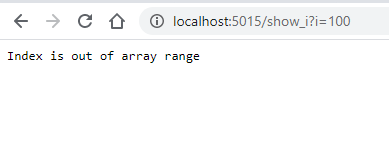 localhost:5015/show_i?i=100
Index is out of array range